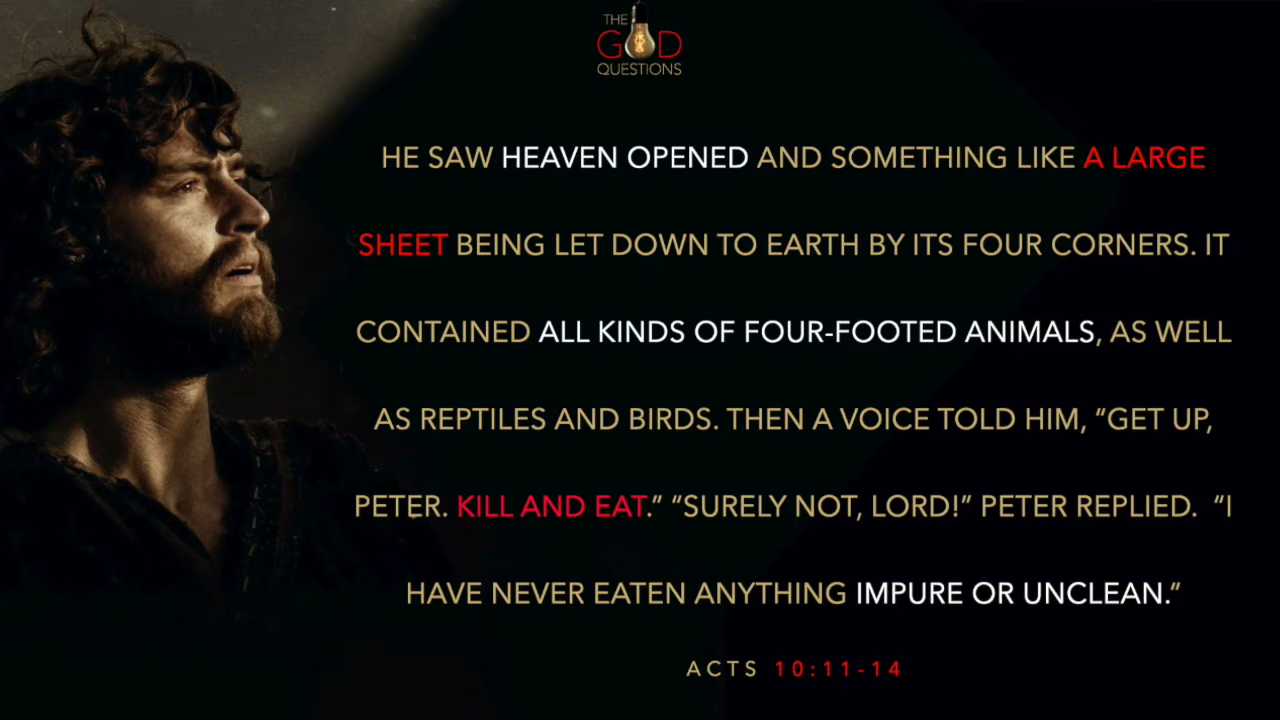 THE
GOD
QUESTIONS
HE SAW HEAVEN OPENED AND SOMETHING LIKE A LARGE
SHEET BEING LET DOWN TO EARTH BY ITS FOUR CORNERS. IT
CONTAINED ALL KINDS OF FOUR-FOOTED ANIMALS, AS WELL
AS REPTILES AND BIRDS. THEN A VOICE TOLD HIM, “GET UP,
PETER. KILL AND EAT.” “SURELY NOT, LORD!” PETER REPLIED. “I
HAVE NEVER EATEN ANYTHING IMPURE OR UNCLEAN.”
ACTS 10:11-14